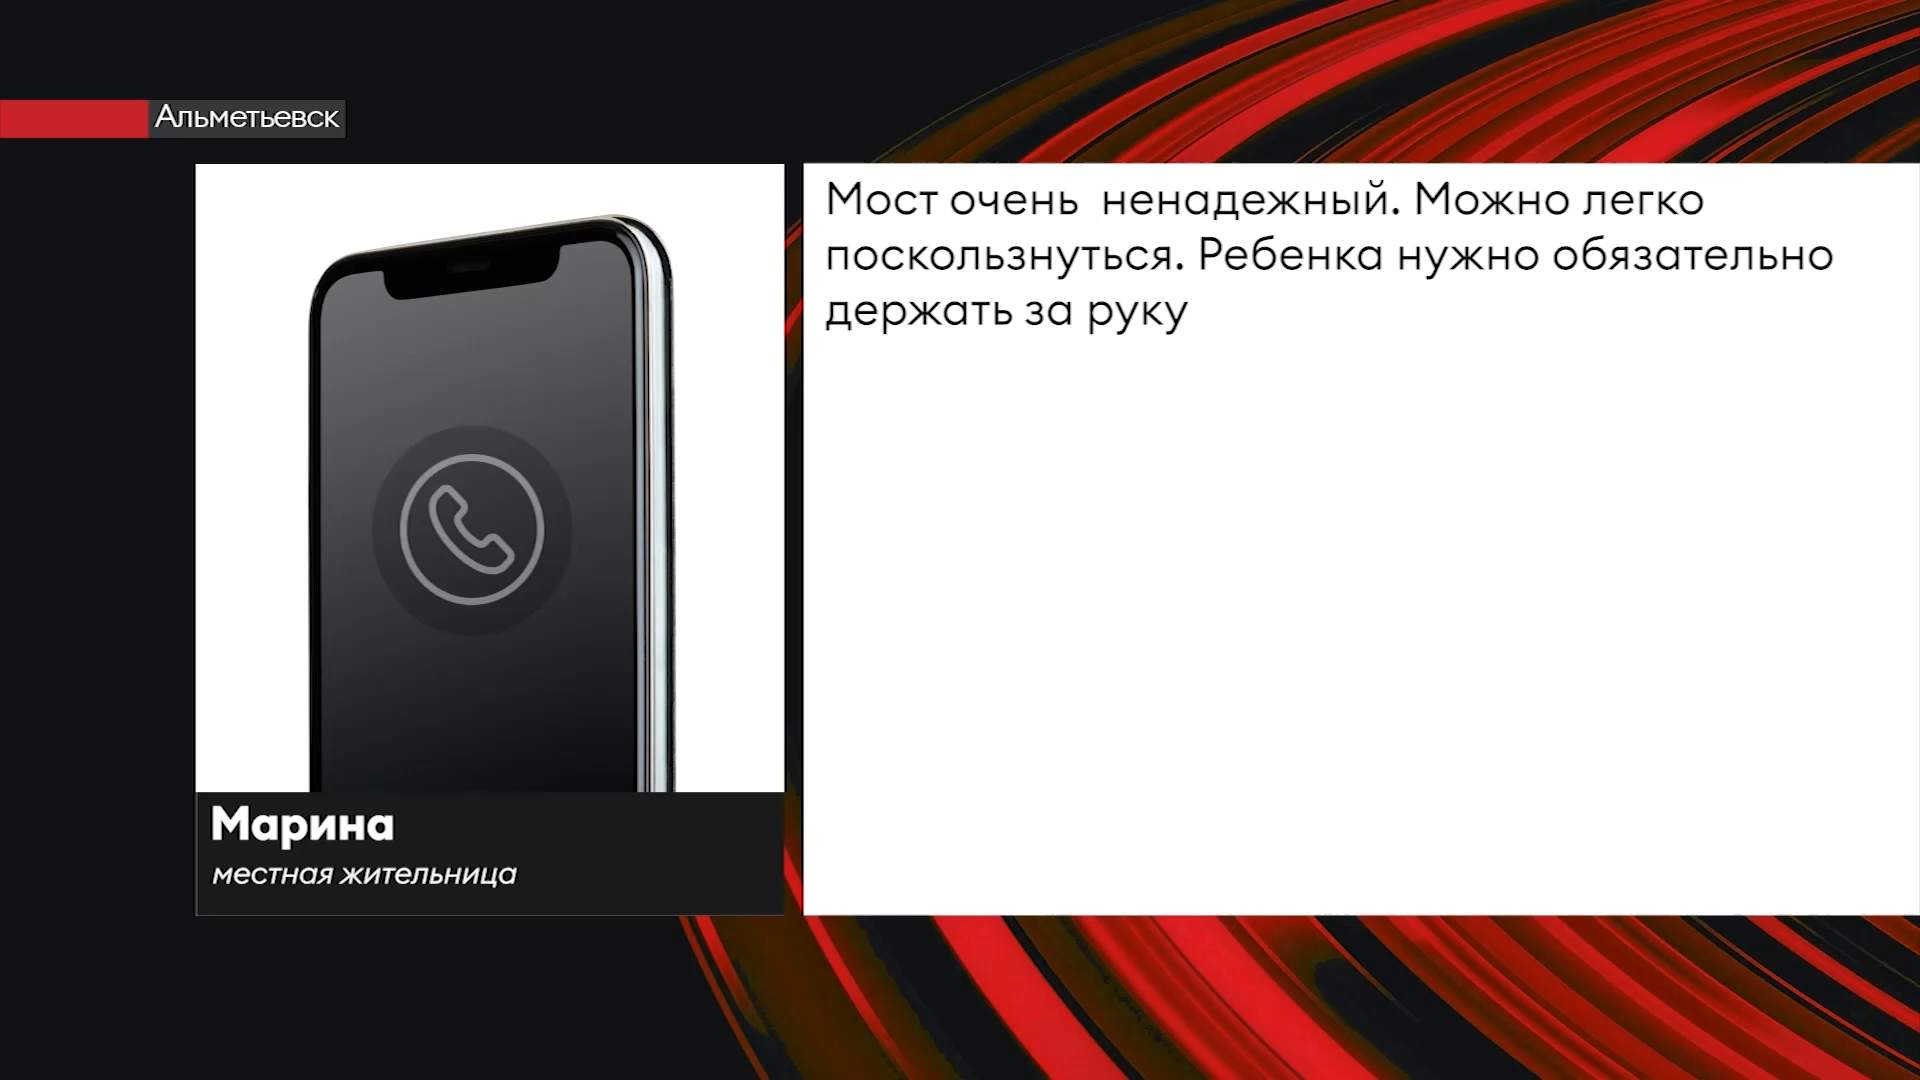 Альметьевск
Мост очень  ненадежный. Можно легко
поскользнуться. Ребенка нужно обязательно
держать за руку
Марина
местная жительница